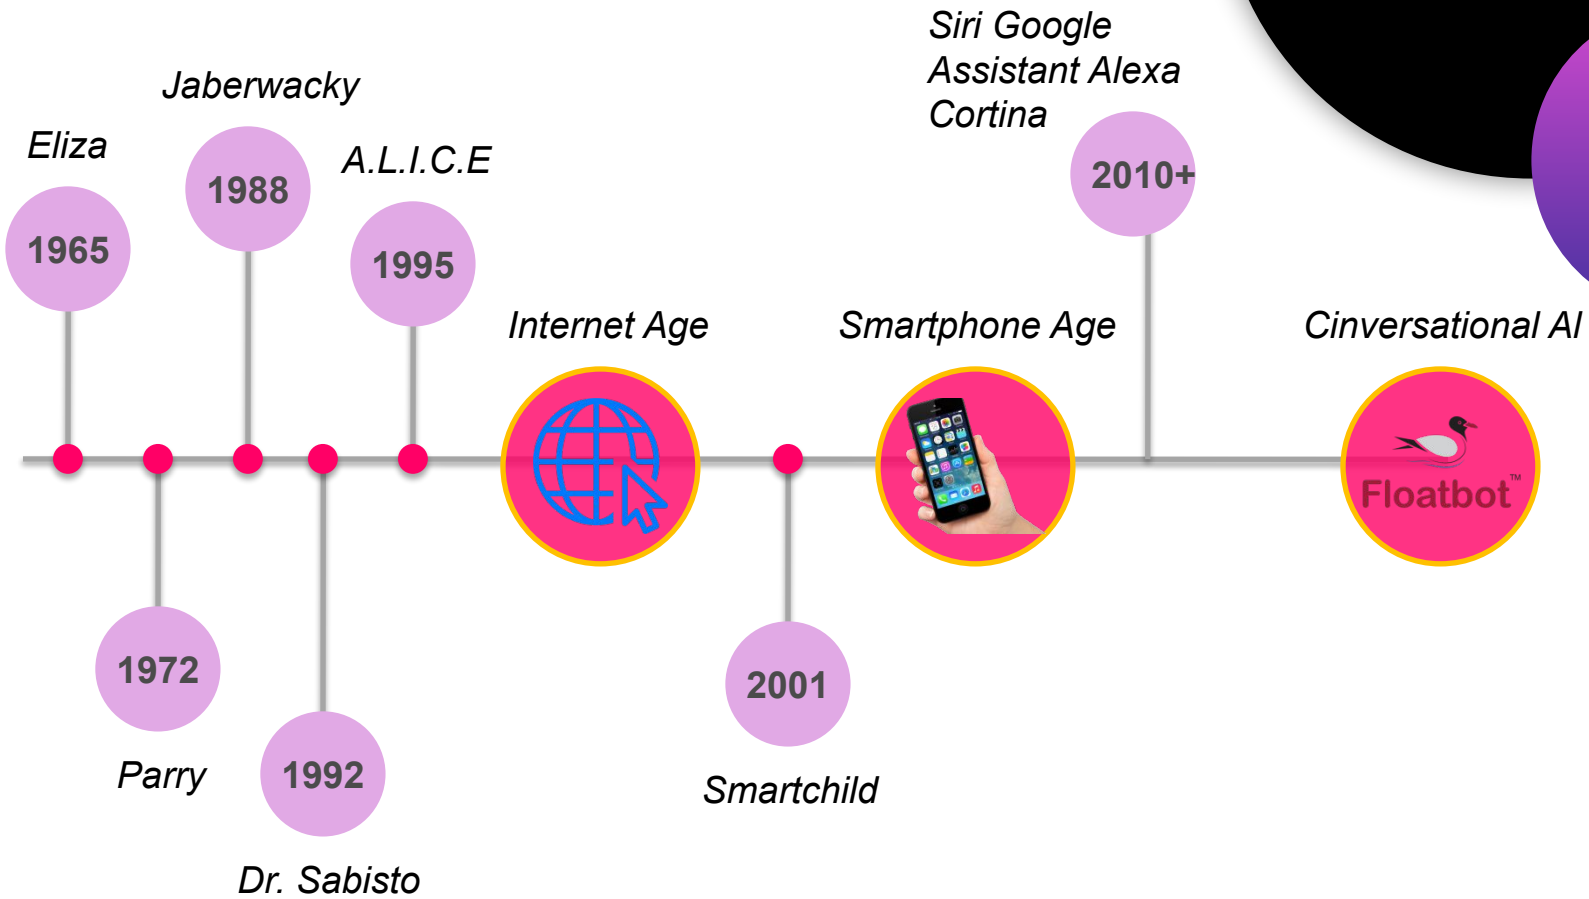 Siri Google
Assistant Alexa
Cortina
Jaberwacky
Eliza
A.L.I.C.E
1988
2010+
1965
1995
Internet Age
Smartphone Age
Cinversational AI
Floatbot™
1972
2001
Parry
1992
Smartchild
Dr. Sabisto